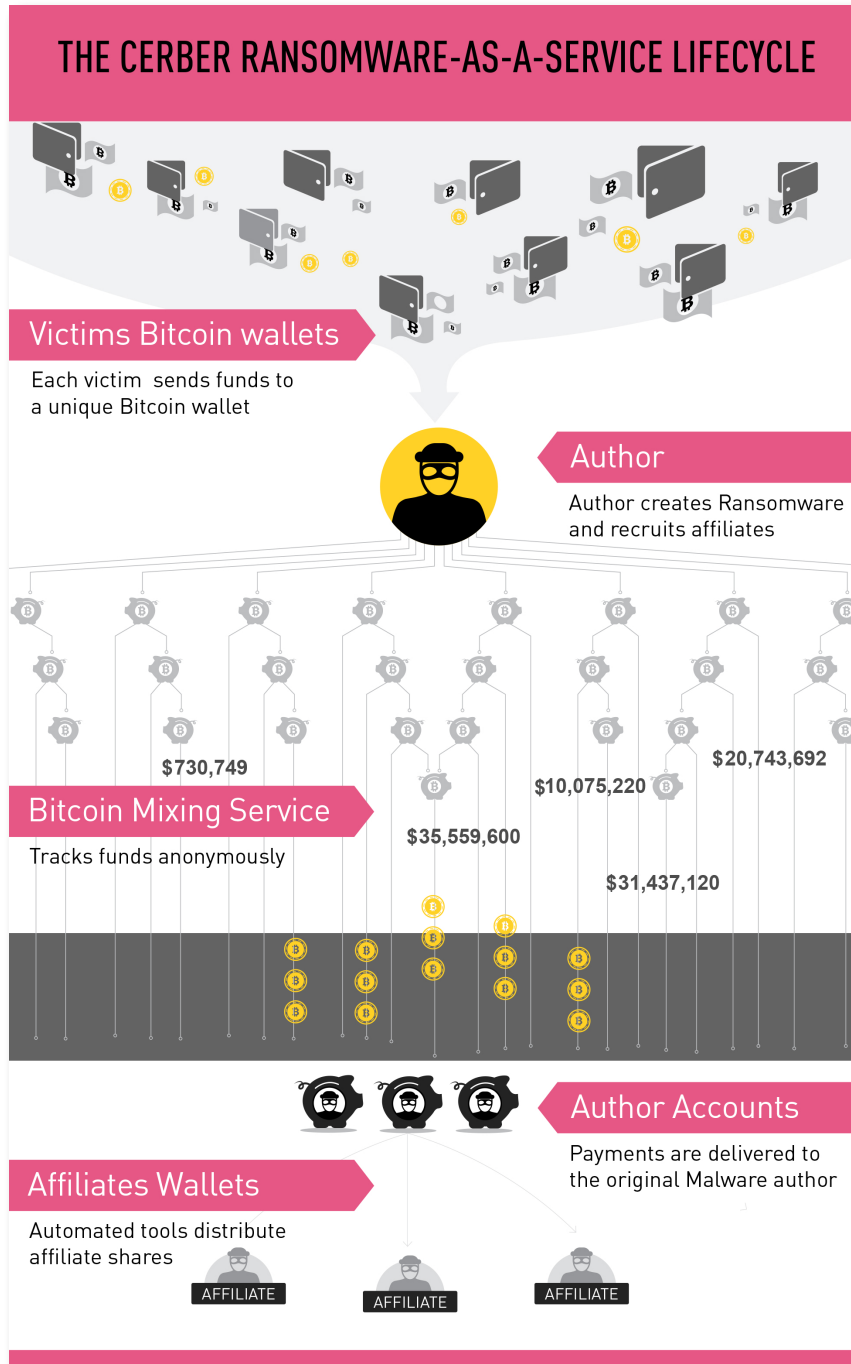 THE CERBER RANSOMWARE-AS-A-SERVICE LIFECYCLE
Victims Bitcoin wallets
Each victim sends funds to
a unique Bitcoin wallet
Author
Author creates Ransomware
and recruits affiliates
$730,749
$20,743,692
$10,075,220
Bitcoin Mixing Service
Tracks funds anonymously
$35,559,600
$31,437,120
Author Accounts
Payments are delivered to
the original Malware author
Affiliates Wallets
Automated tools distribute
affiliate shares
AFFILIATE
AFFILIATE
AFFILIATE